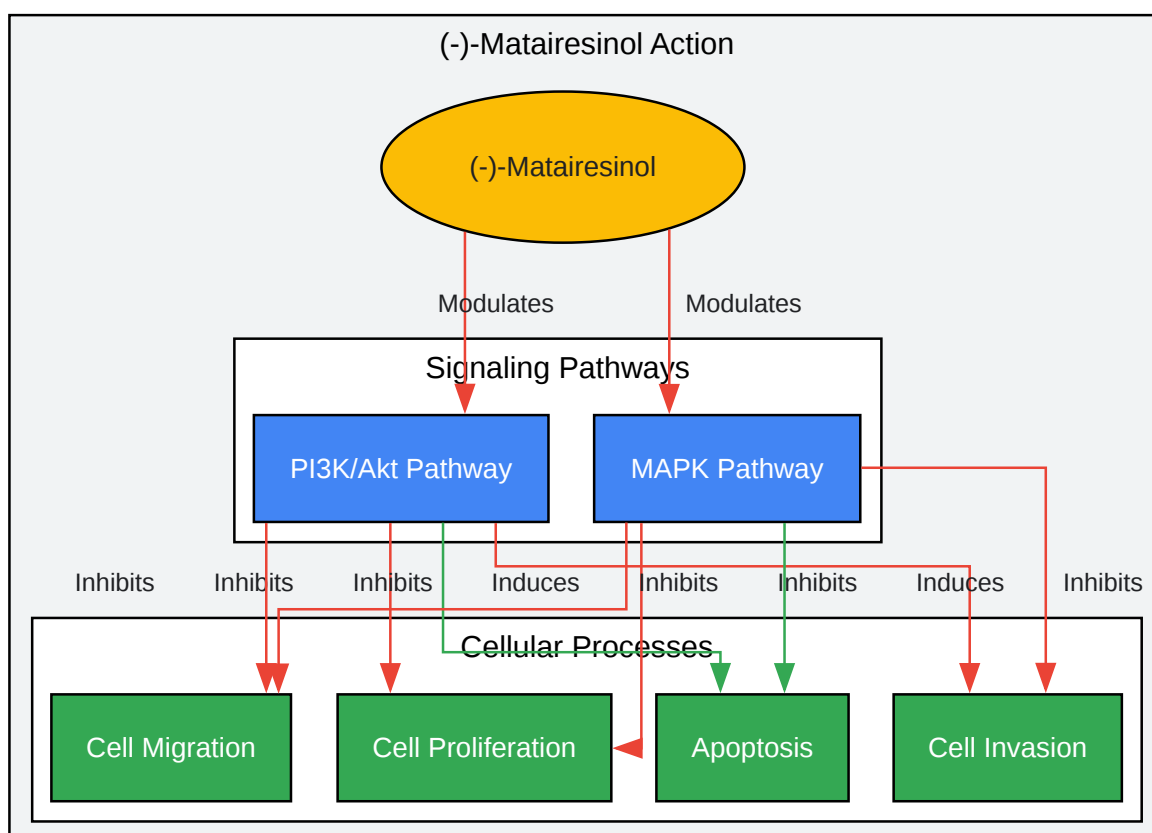 (-)-Matairesinol Action
(-)-Matairesinol
Modulates
Modulates
Signaling Pathways
PI3K/Akt Pathway
MAPK Pathway
Inhibits
Inhibits
Inhibits
Induces
Inhibits
Inhibits
Induces
Inhibits
Cellular Processes
Cell Migration
Cell Proliferation
Apoptosis
Cell Invasion